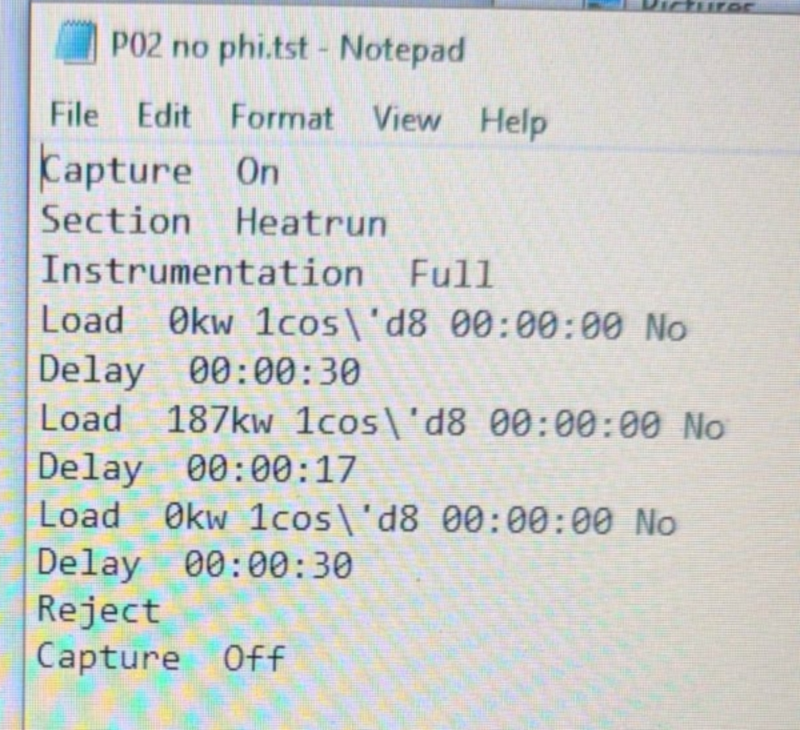 P02 no phi.tst - Notepad
File Edit Format View Help
Capture  On
Section  Heatrun
Instrumentation  Full
Load  0kw 1cos\'d8 00:00:00 No
Delay  00:00:30
Load  187kw 1cos\'d8 00:00:00 No
Delay  00:00:17
Load  0kw 1cos\'d8 00:00:00 No
Delay  00:00:30
Reject
Capture  Off